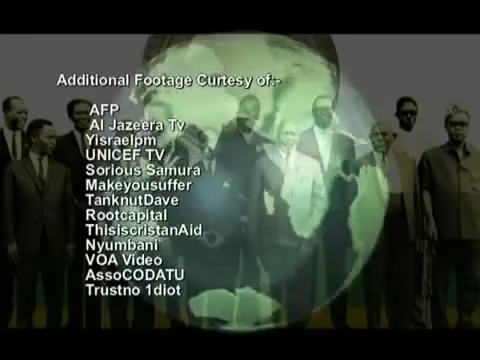 Additional Footage Curtesy of:-
AFP
Al Jazeera Tv
Yisraelpm
UNICEF TV
Sorious Samura
Makeyousuffer
TanknutDave
Rootcapital
ThisiscristanAid
Nyumbani
VOA Video
AssoCODATU
Trustno 1diot